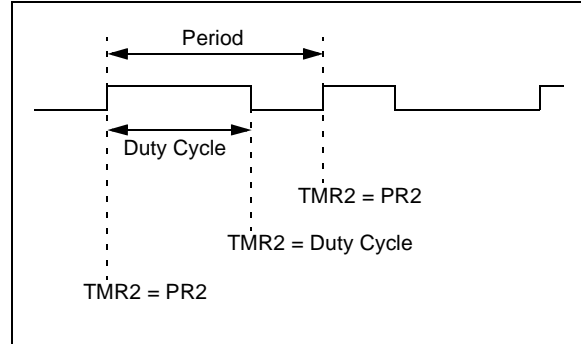 Period
Duty Cycle
TMR2 = PR2
TMR2 = Duty Cycle
TMR2 = PR2